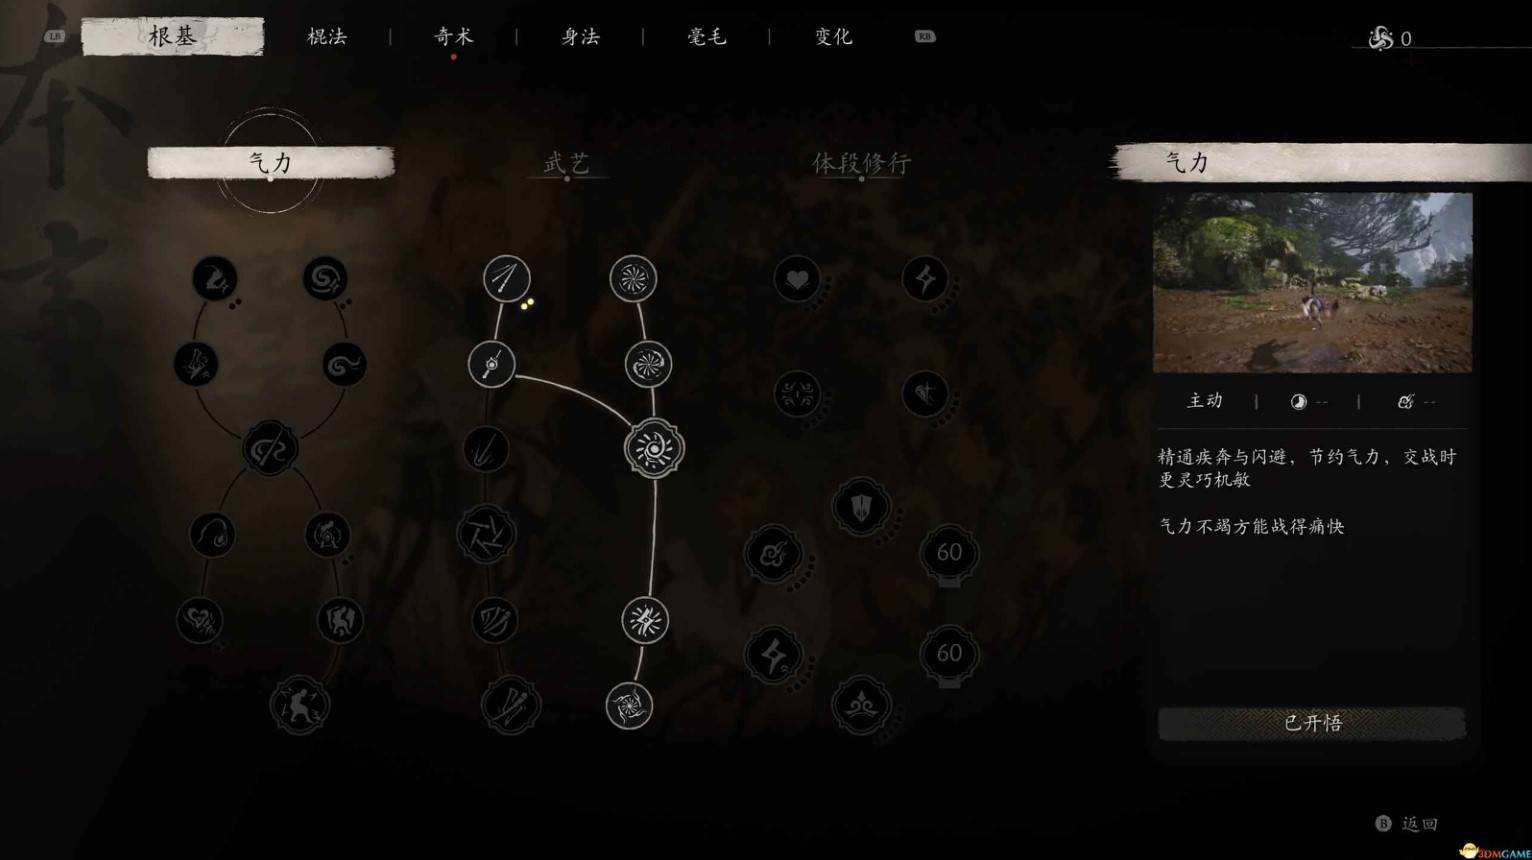 LB
根基
棍法
奇术
身法
毫毛
变化
RB
0
气力
武艺
体段修行
气力
主动
--
--
精通疾奔与闪避，节约气力，交战时
更灵巧机敏
气力不竭方能战得痛快
60
60
已开悟
B 返回
3DMGAME